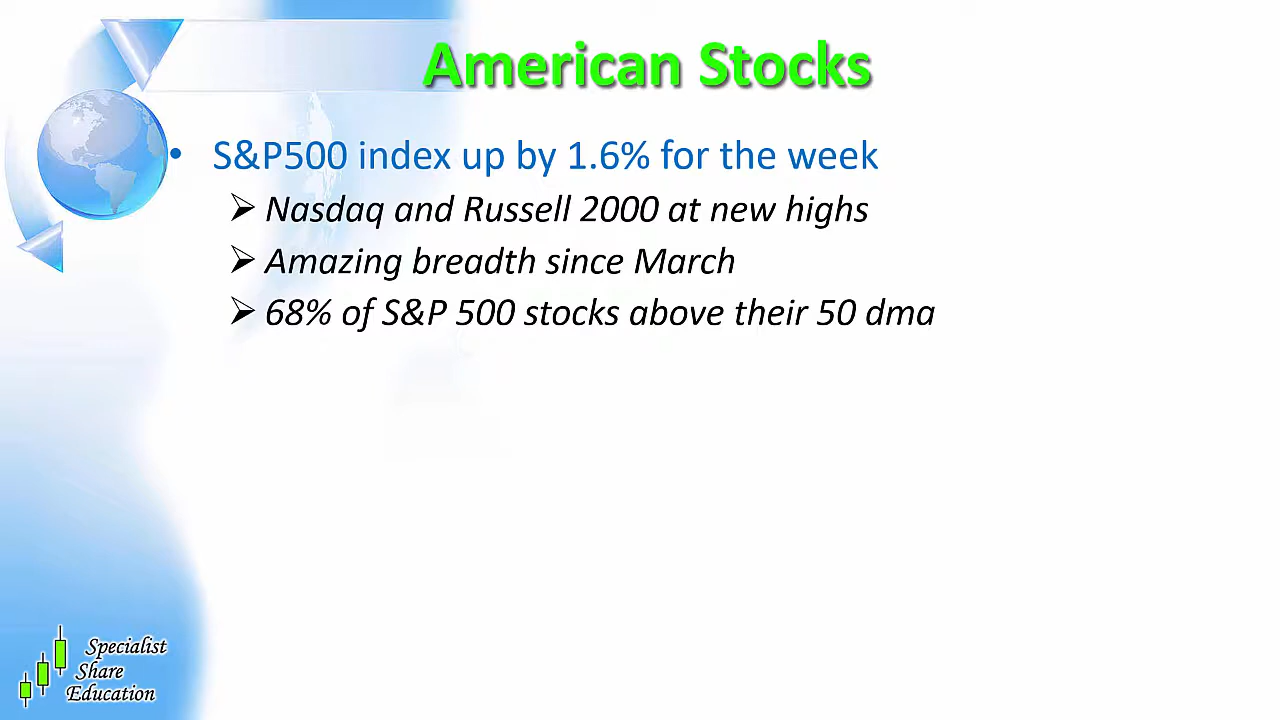 American Stocks
• S&P500 index up by 1.6% for the week
➢ Nasdaq and Russell 2000 at new highs
➢ Amazing breadth since March
➢ 68% of S&P 500 stocks above their 50 dma
Specialist
Share
Education